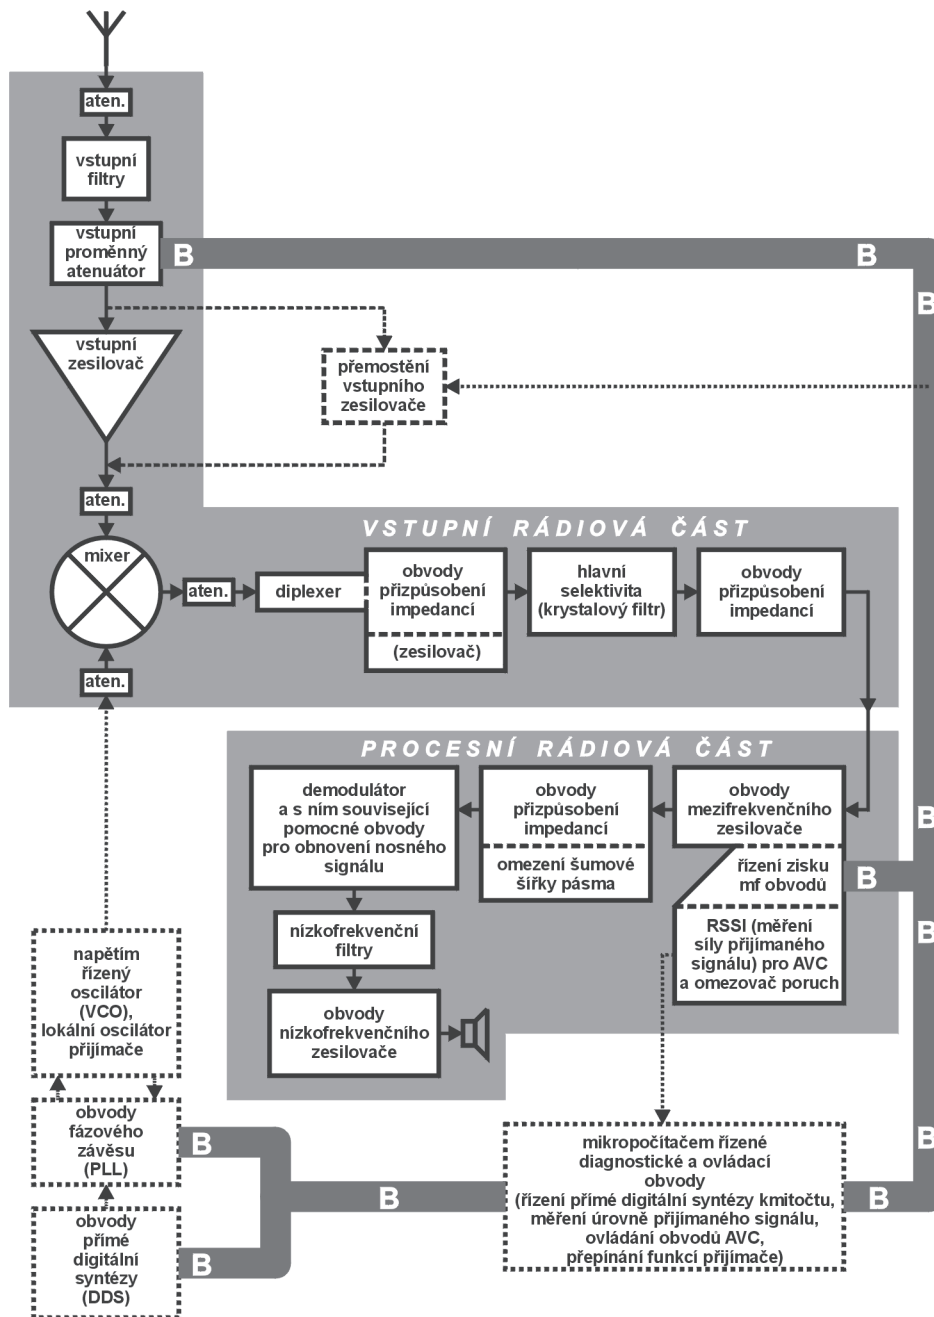 aten.
vstupní
filtry
vstupní
proměnný
atenuátor
B
B
B
vstupní
zesilovač
přemostění
vstupního
zesilovače
aten.
VSTUPNÍ RÁDIOVÁ ČÁST
mixer
aten.
diplexer
obvody
přizpůsobení
impedancí
(zesilovač)
hlavní
selektivita
(krystalový filtr)
obvody
přizpůsobení
impedancí
aten.
PROCESNÍ RÁDIOVÁ ČÁST
obvody
mezifrekvenčního
zesilovače
řízení zisku
mf obvodů
RSSI (měření
síly přijímaného
signálu) pro AVC
a omezovač poruch
B
B
B
obvody
přizpůsobení
impedancí
omezení šumové
šířky pásma
demodulátor
a s ním související
pomocné obvody
pro obnovení nosného
signálu
nízkofrekvenční
filtry
obvody
nízkofrekvenčního
zesilovače
napětím
řízený
oscilátor
(VCO),
lokální oscilátor
přijímače
obvody
fázového
závěsu
(PLL)
B
obvody
přímé
digitální
syntézy
(DDS)
B
B
mikropočítačem řízené
diagnostické a ovládací
obvody
(řízení přímé digitální syntézy kmitočtu,
měření úrovně přijímaného signálu,
ovládání obvodů AVC,
přepínání funkcí přijímače)
B
B